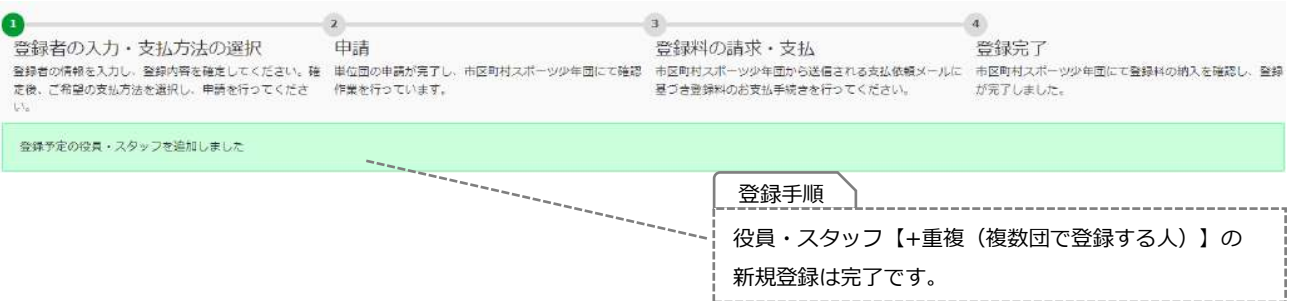 1
登録者の入力・支払方法の選択
登録者の情報を入力し、登録内容を確定してください。確
定後、ご希望の支払方法を選択し、申請を行ってくださ
い。
2
申請
単位団の申請が完了し、市区町村スポーツ少年団にて確認
作業を行っています。
3
登録料の請求・支払
市区町村スポーツ少年団から送信される支払依頼メールに
基づき登録料のお支払手続きを行ってください。
4
登録完了
市区町村スポーツ少年団にて登録料の納入を確認し、登録
が完了しました。
登録予定の役員・スタッフを追加しました
登録手順
役員・スタッフ【+重複（複数団で登録する人）】の
新規登録は完了です。